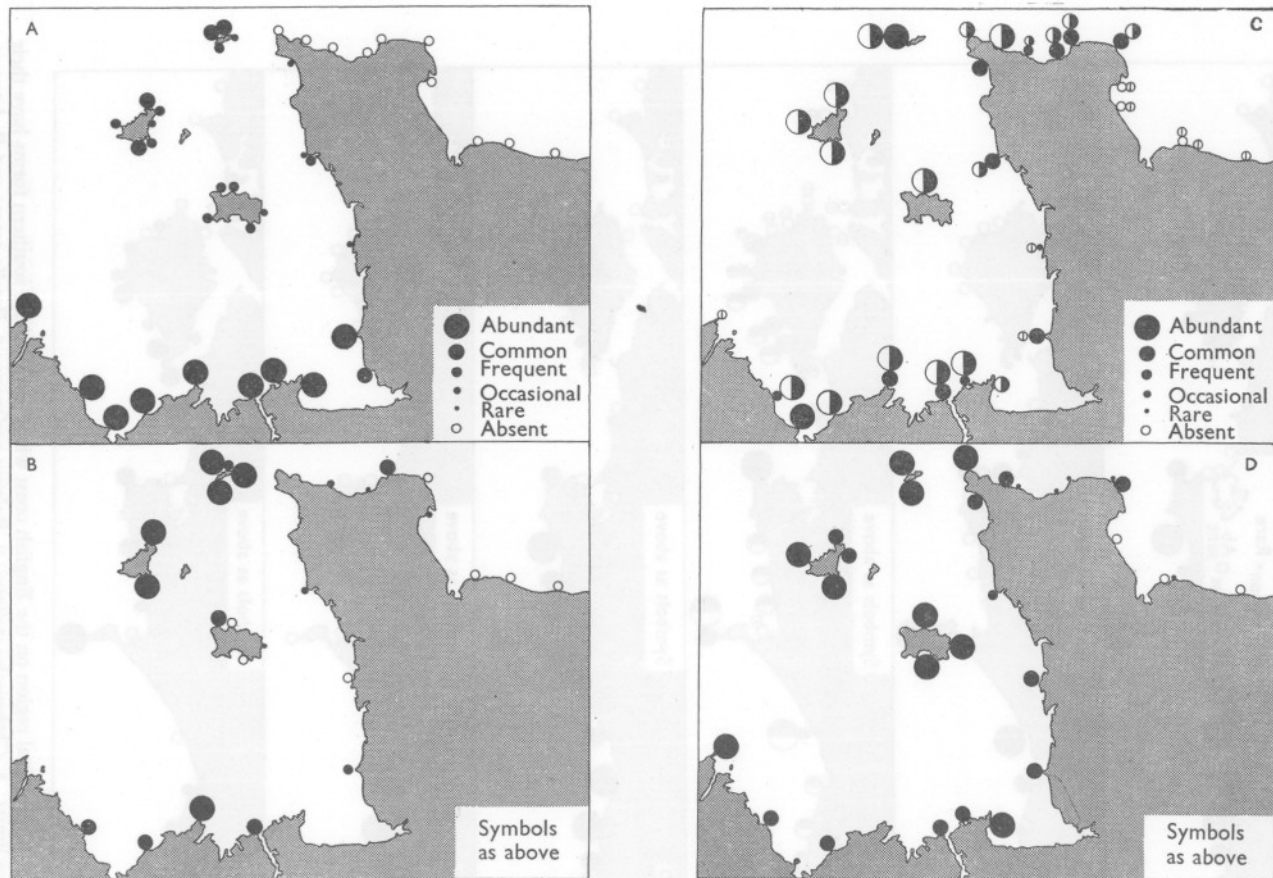 A
Abundant
Common
Frequent
Occasional
Rare
Absent
B
Symbols
as above
C
Abundant
Common
Frequent
Occasional
Rare
Absent
D
Symbols
as above